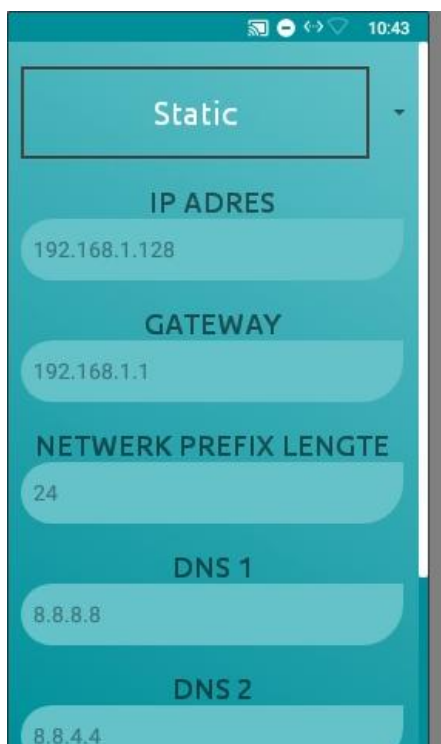 10:43
Static
IP ADRES
192.168.1.128
GATEWAY
192.168.1.1
NETWERK PREFIX LENGTE
24
DNS 1
8.8.8.8
DNS 2
8.8.4.4